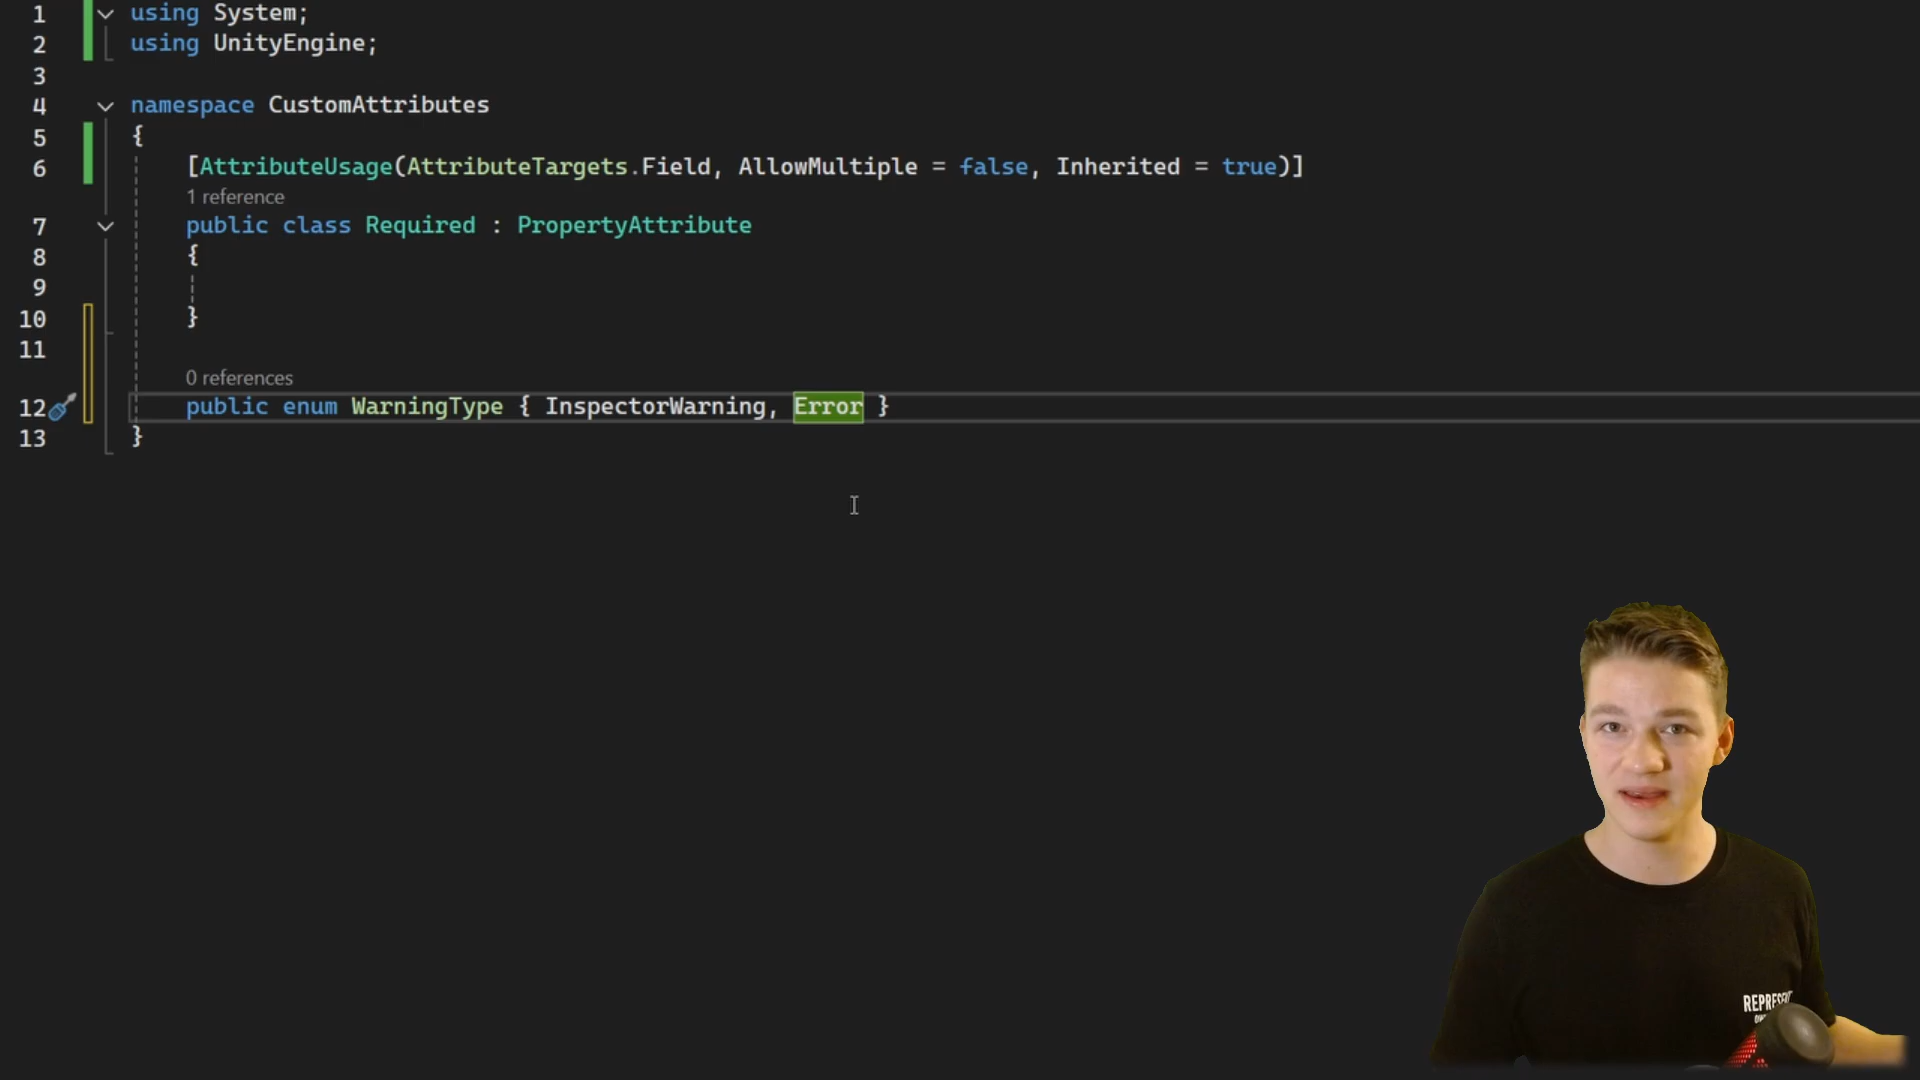 1 using System;
2 using UnityEngine;
3
4 namespace CustomAttributes
5 {
6 [AttributeUsage(AttributeTargets.Field, AllowMultiple = false, Inherited = true)]
1 reference
7 public class Required : PropertyAttribute
8 {
9
10 }
11
0 references
12 public enum WarningType { InspectorWarning, Error }
13 }